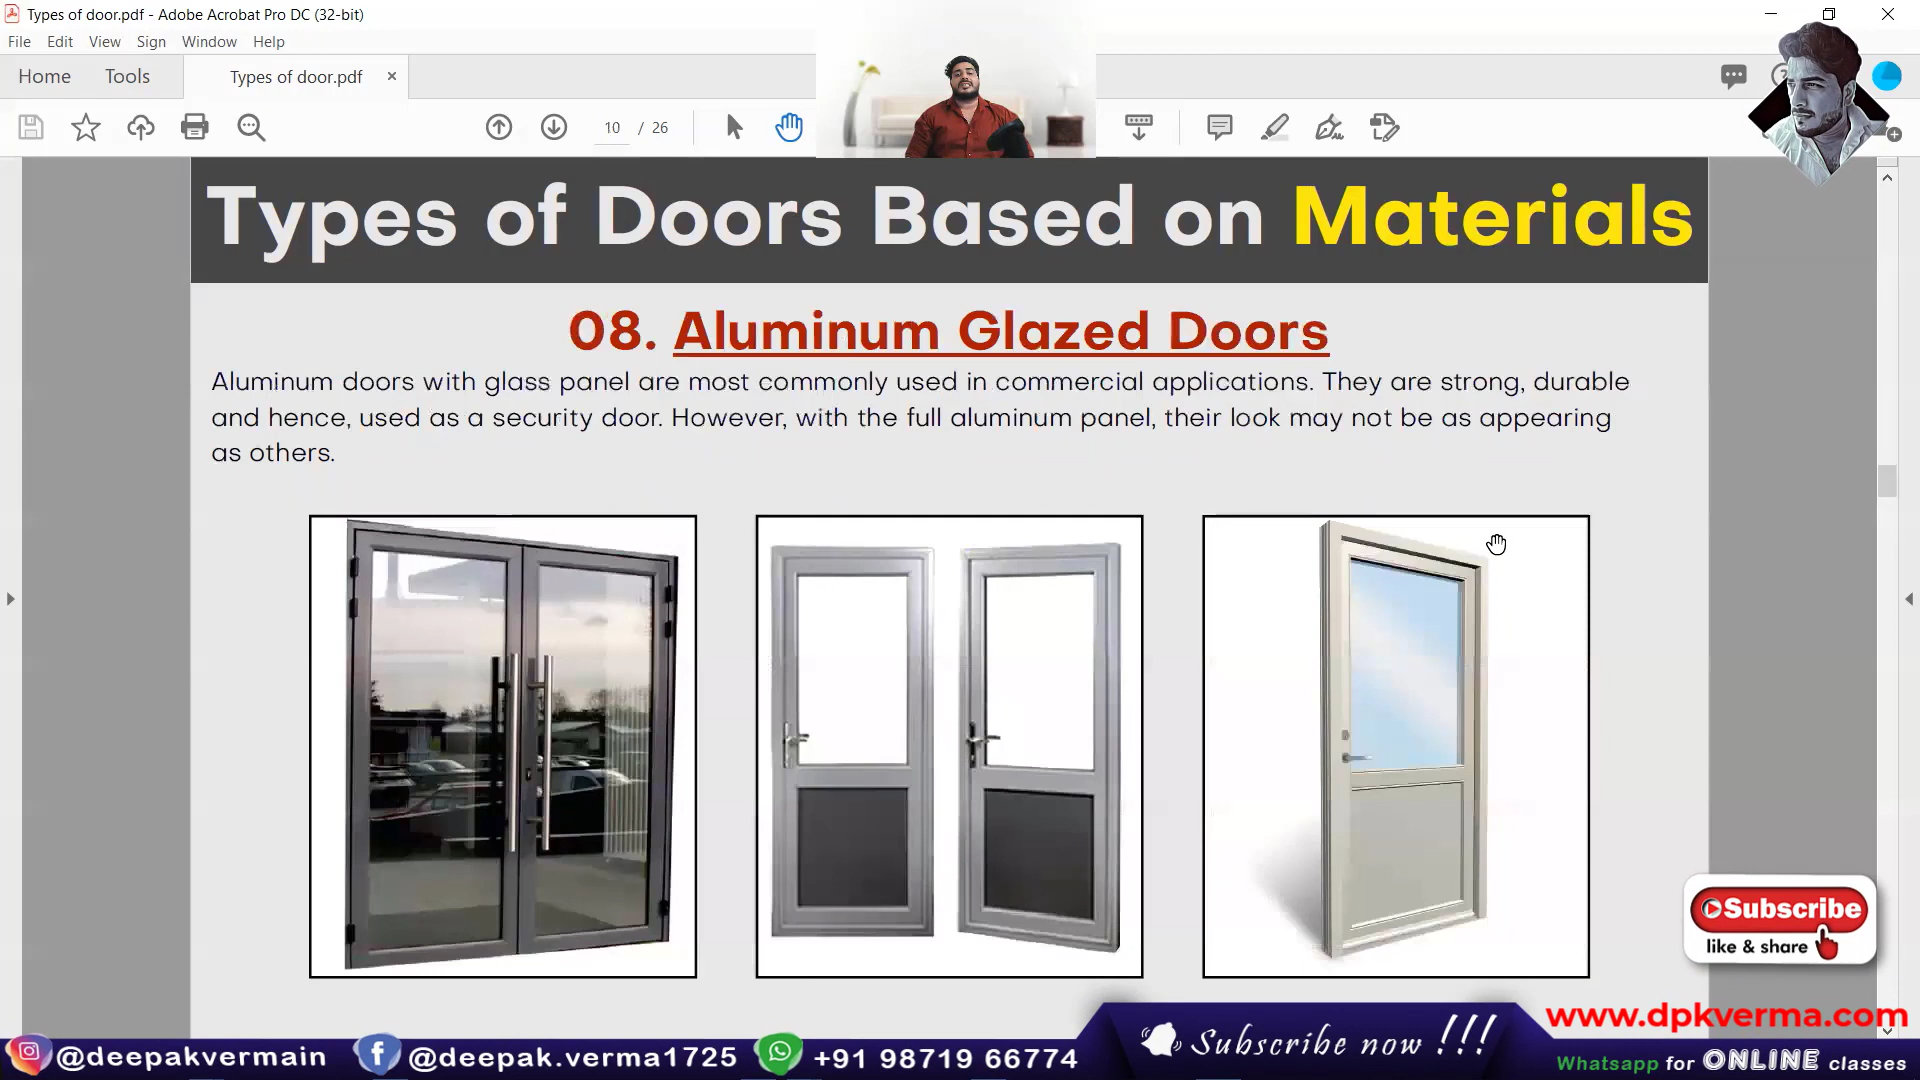 Types of door.pdf - Adobe Acrobat Pro DC (32-bit)
File Edit View Sign Window Help
Home Tools Types of door.pdf ×
10 / 26
Types of Doors Based on Materials
08. Aluminum Glazed Doors
Aluminum doors with glass panel are most commonly used in commercial applications. They are strong, durable
and hence, used as a security door. However, with the full aluminum panel, their look may not be as appearing
as others.
Subscribe
like & share
www.dpkverma.com
@deepakvermain @deepak.verma1725 +91 98719 66774 Subscribe now !!!
Whatsapp for ONLINE classes